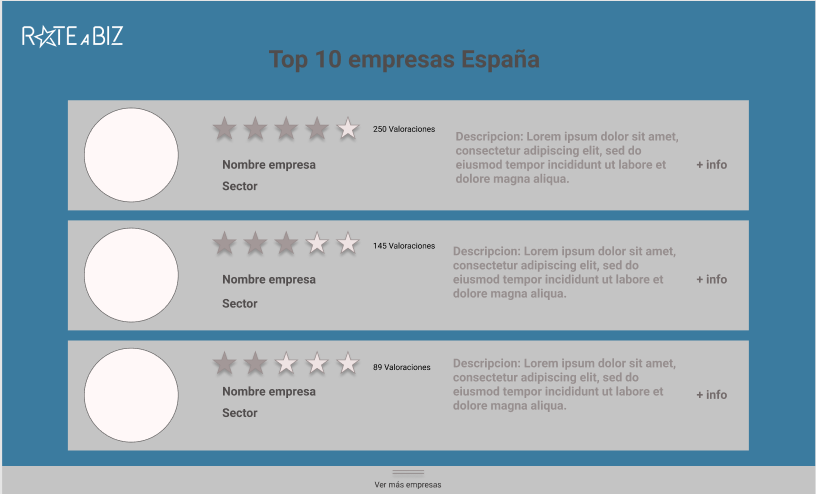 RATE A BIZ
Top 10 empresas España
250 Valoraciones
Nombre empresa
Sector
Descripcion: Lorem ipsum dolor sit amet,
consectetur adipiscing elit, sed do
eiusmod tempor incididunt ut labore et
dolore magna aliqua.
+ info
145 Valoraciones
Nombre empresa
Sector
Descripcion: Lorem ipsum dolor sit amet,
consectetur adipiscing elit, sed do
eiusmod tempor incididunt ut labore et
dolore magna aliqua.
+ info
89 Valoraciones
Nombre empresa
Sector
Descripcion: Lorem ipsum dolor sit amet,
consectetur adipiscing elit, sed do
eiusmod tempor incididunt ut labore et
dolore magna aliqua.
+ info
Ver más empresas